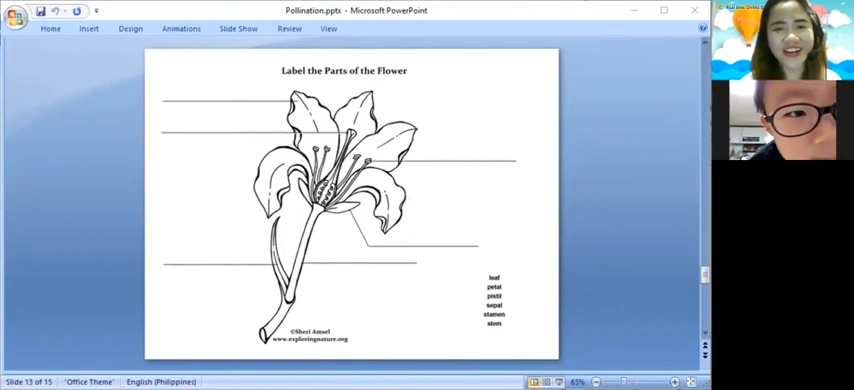 Pollination.pptx - Microsoft PowerPoint
Home Insert Design Animations Slide Show Review View
Label the Parts of the Flower
leaf
petal
pistil
sepal
stamen
stem
©Sheri Amsel
www.exploringnature.org
Slide 13 of 15 "Office Theme" English (Philippines) 65%